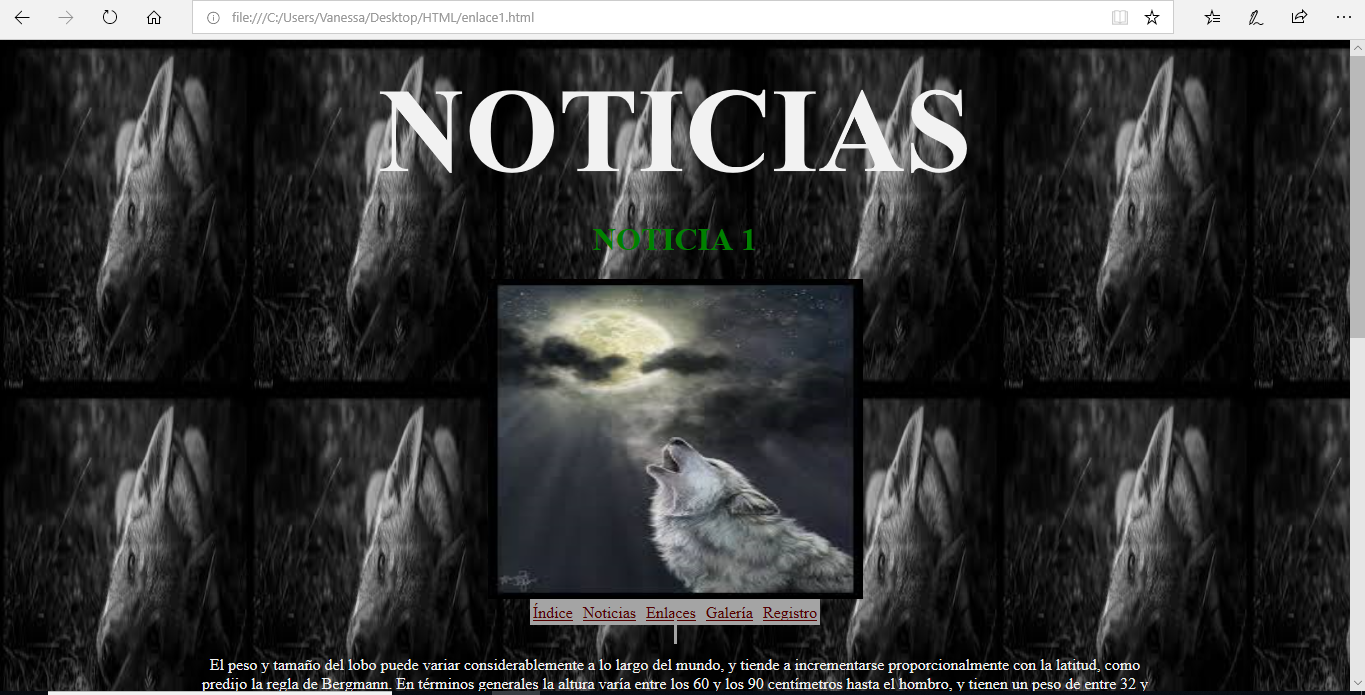 file:///C:/Users/Vanessa/Desktop/HTML/enlace1.html
NOTICIAS
NOTICIA 1
Índice Noticias Enlaces Galería Registro
El peso y tamaño del lobo puede variar considerablemente a lo largo del mundo, y tiende a incrementarse proporcionalmente con la latitud, como
predijo la regla de Bergmann. En términos generales la altura varía entre los 60 y los 90 centímetros hasta el hombro, y tienen un peso de entre 32 y